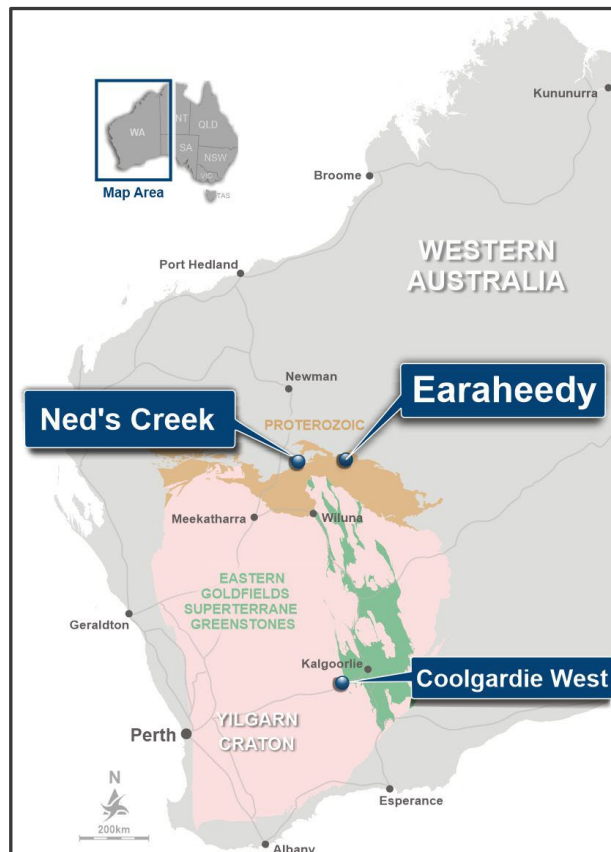 Kununurra
NT
QLD
WA
SA
NSW
VIC
TAS
Map Area
Broome
WESTERN
AUSTRALIA
Port Hedland
Newman
Earaheedy
Ned's Creek
PROTEROZOIC
Meekatharra
Wiluna
EASTERN
GOLDFIELDS
SUPERTERRANE
GREENSTONES
Geraldton
Kalgoorlie
Coolgardie West
YILGARN
CRATON
Perth
N
200km
Esperance
Albany